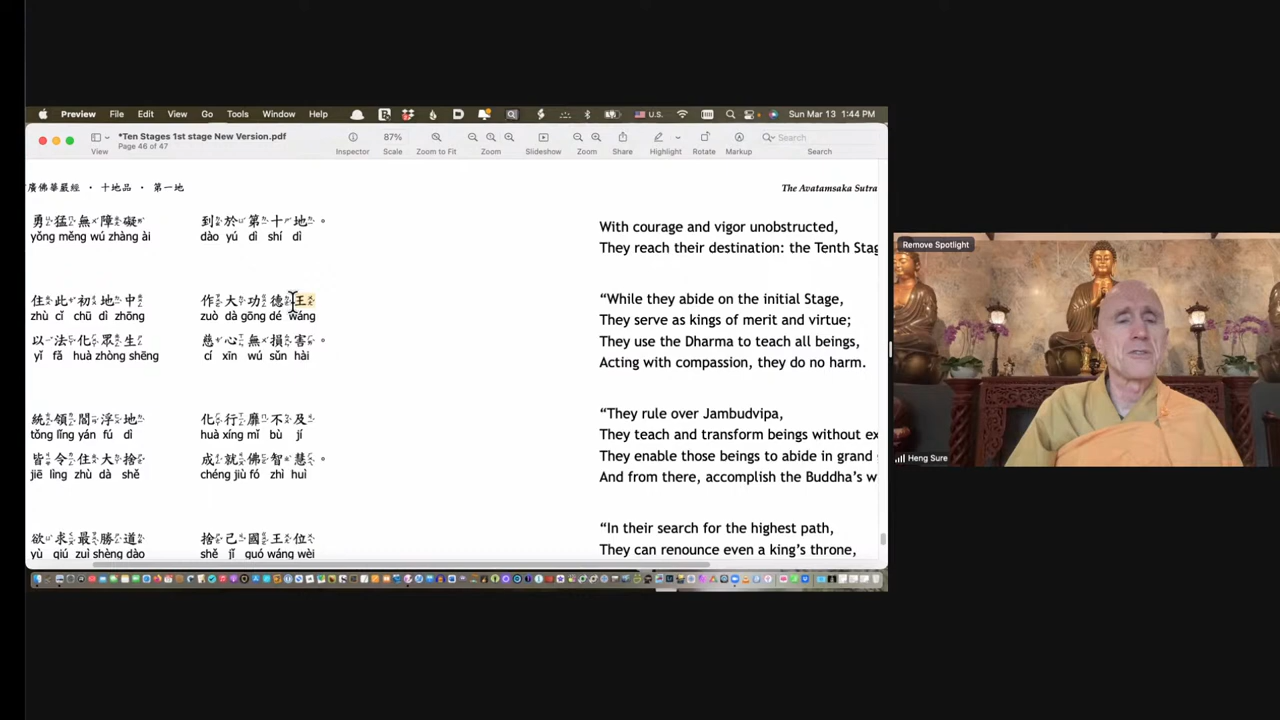 Preview File Edit View Go Tools Window Help U.S. Sun Mar 13 1:44 PM
*Ten Stages 1st stage New Version.pdf
Page 46 of 47
87%
Search
View Inspector Scale Zoom to Fit Zoom Slideshow Zoom Share Highlight Rotate Markup Search
廣佛華嚴經 · 十地品 · 第一地
The Avatamsaka Sutra
勇猛無障礙 到於第十地。
yǒng měng wú zhàng ài dào yú dì shí dì
With courage and vigor unobstructed,
They reach their destination: the Tenth Stag
住此初地中 作大功德王
zhù cǐ chū dì zhōng zuò dà gōng dé wáng
以法化眾生 慈心無損害。
yǐ fǎ huà zhòng shēng cí xīn wú sǔn hài
“While they abide on the initial Stage,
They serve as kings of merit and virtue;
They use the Dharma to teach all beings,
Acting with compassion, they do no harm.
統領閻浮地 化行靡不及
tǒng lǐng yán fú dì huà xíng mǐ bù jí
皆令住大捨 成就佛智慧。
jiē lìng zhù dà shě chéng jiù fó zhì huì
“They rule over Jambudvipa,
They teach and transform beings without ex
They enable those beings to abide in grand
And from there, accomplish the Buddha’s w
欲求最勝道 捨己國王位
yù qiú zuì shèng dào shě jǐ guó wáng wèi
“In their search for the highest path,
They can renounce even a king’s throne,
Remove Spotlight
Heng Sure